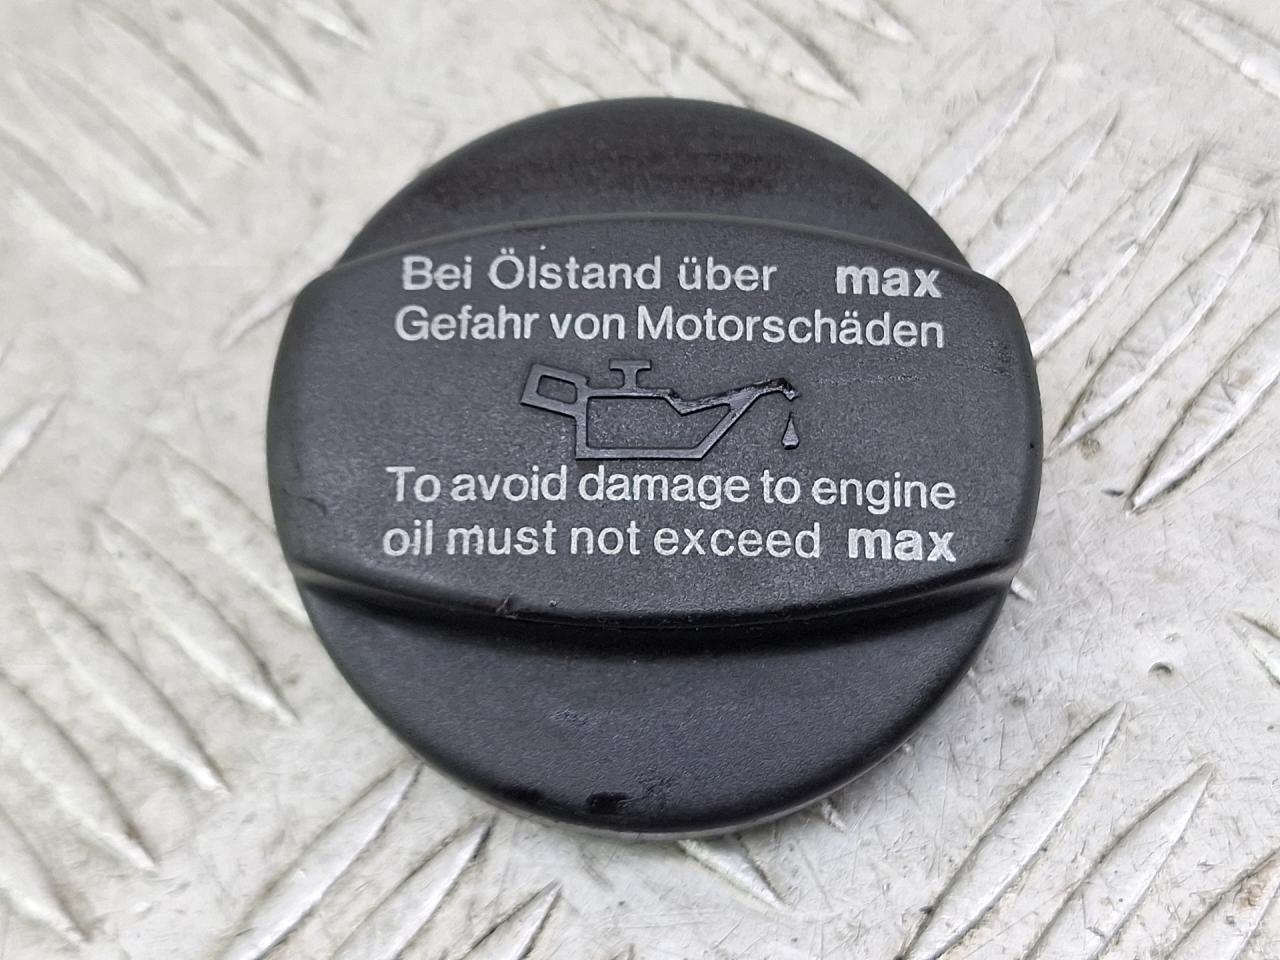 Bei Ölstand über max
Gefahr von Motorschäden
To avoid damage to engine
oil must not exceed max